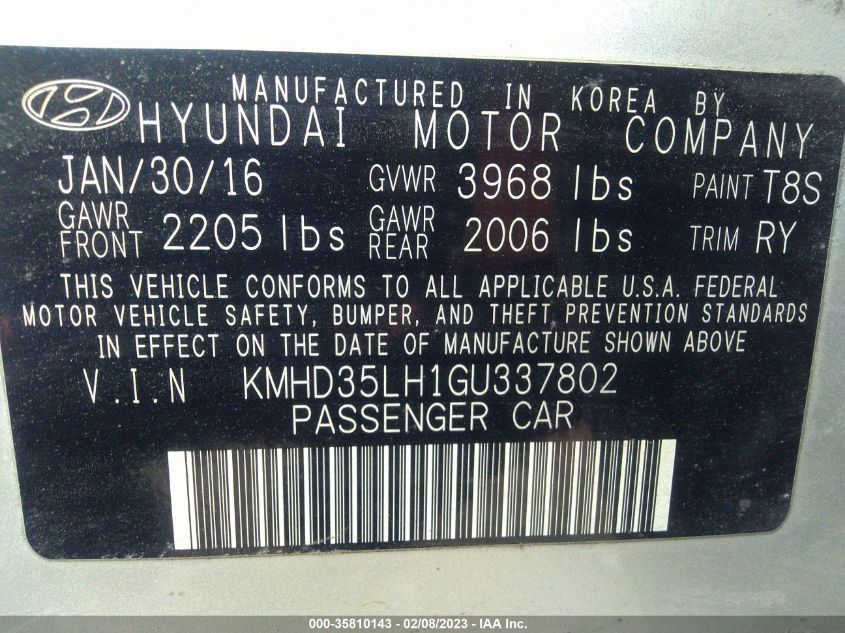 MANUFACTURED IN KOREA BY
HYUNDAI MOTOR COMPANY
JAN/30/16 GVWR 3968 lbs PAINT T8S
GAWR FRONT 2205 lbs GAWR REAR 2006 lbs TRIM RY
THIS VEHICLE CONFORMS TO ALL APPLICABLE U.S.A. FEDERAL
MOTOR VEHICLE SAFETY, BUMPER, AND THEFT PREVENTION STANDARDS
IN EFFECT ON THE DATE OF MANUFACTURE SHOWN ABOVE
V.I.N KMHD35LH1GU337802
PASSENGER CAR
000-35810143 - 02/08/2023 - IAA Inc.